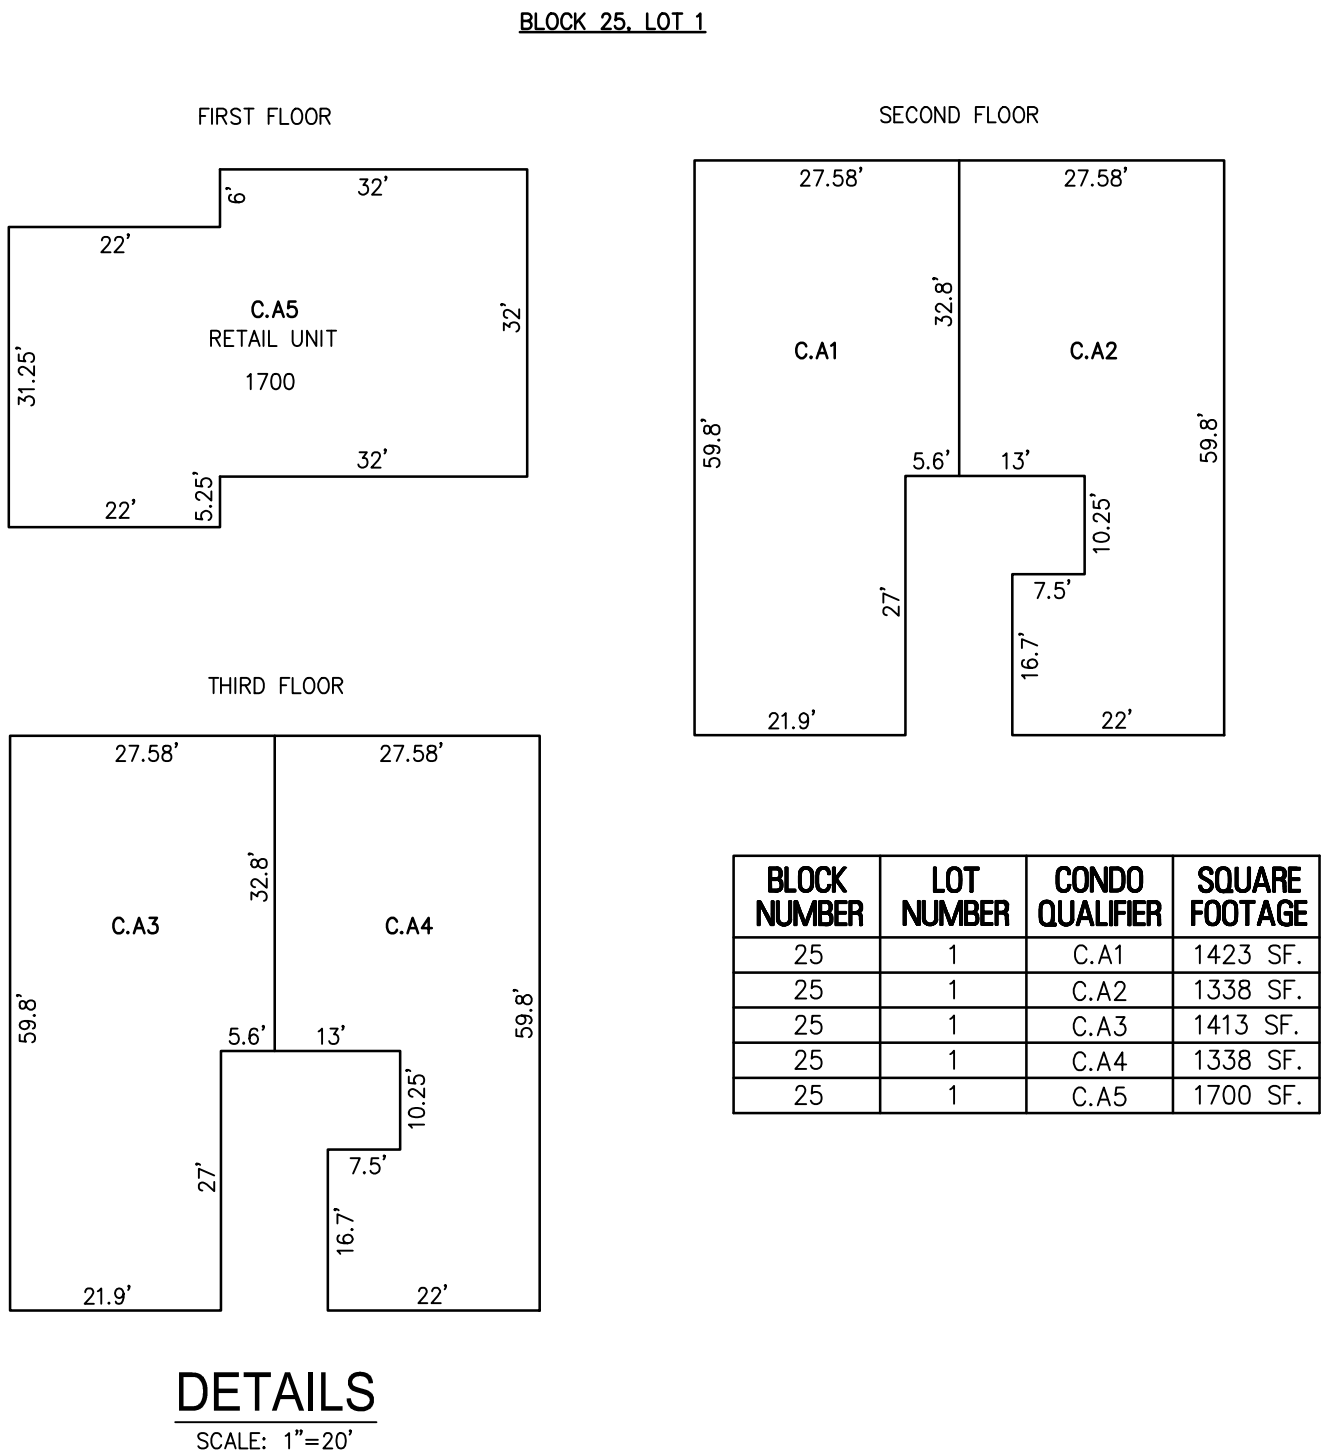 BLOCK 25, LOT 1
FIRST FLOOR
32'
6'
22'
C.A5
RETAIL UNIT
1700
32'
31.25'
32'
5.25'
22'
SECOND FLOOR
27.58' 27.58'
32.8'
C.A1 C.A2
59.8' 59.8'
5.6' 13'
10.25'
7.5'
27'
16.7'
21.9' 22'
THIRD FLOOR
27.58' 27.58'
32.8'
C.A3 C.A4
59.8' 59.8'
5.6' 13'
10.25'
7.5'
27'
16.7'
21.9' 22'
BLOCK NUMBER LOT NUMBER CONDO QUALIFIER SQUARE FOOTAGE
25 1 C.A1 1423 SF.
25 1 C.A2 1338 SF.
25 1 C.A3 1413 SF.
25 1 C.A4 1338 SF.
25 1 C.A5 1700 SF.
DETAILS
SCALE: 1"=20'